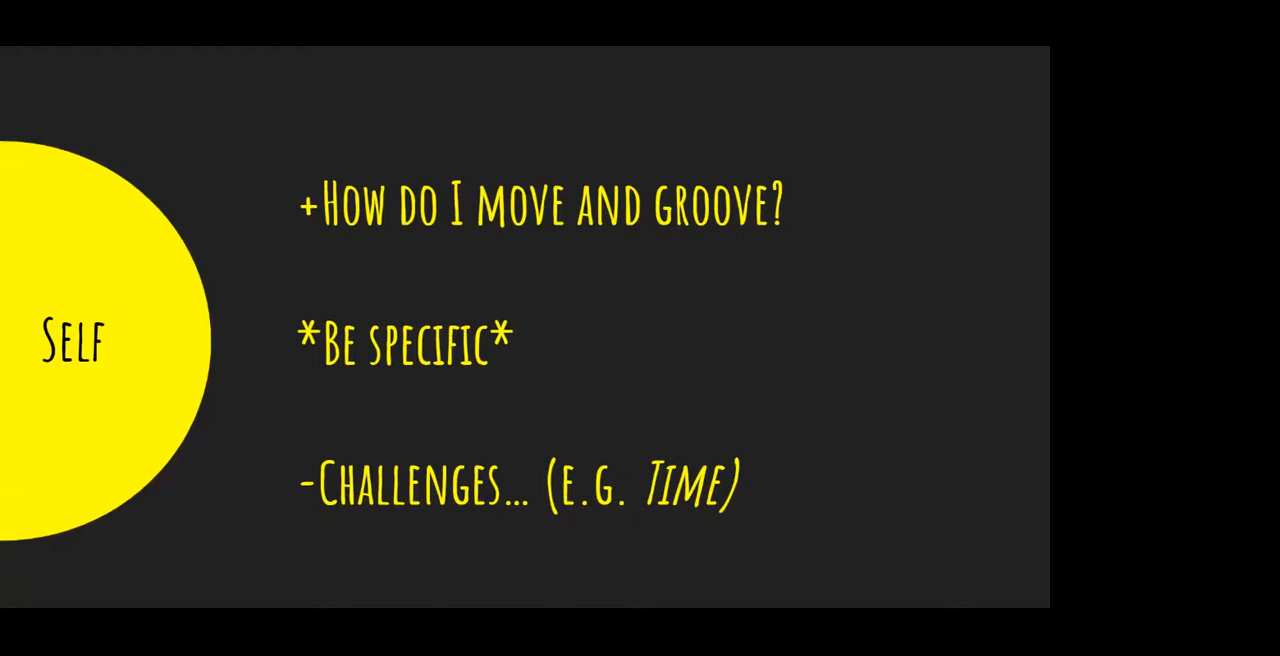 +How do I move and groove?
Self
*Be specific*
-Challenges... (e.g. Time)